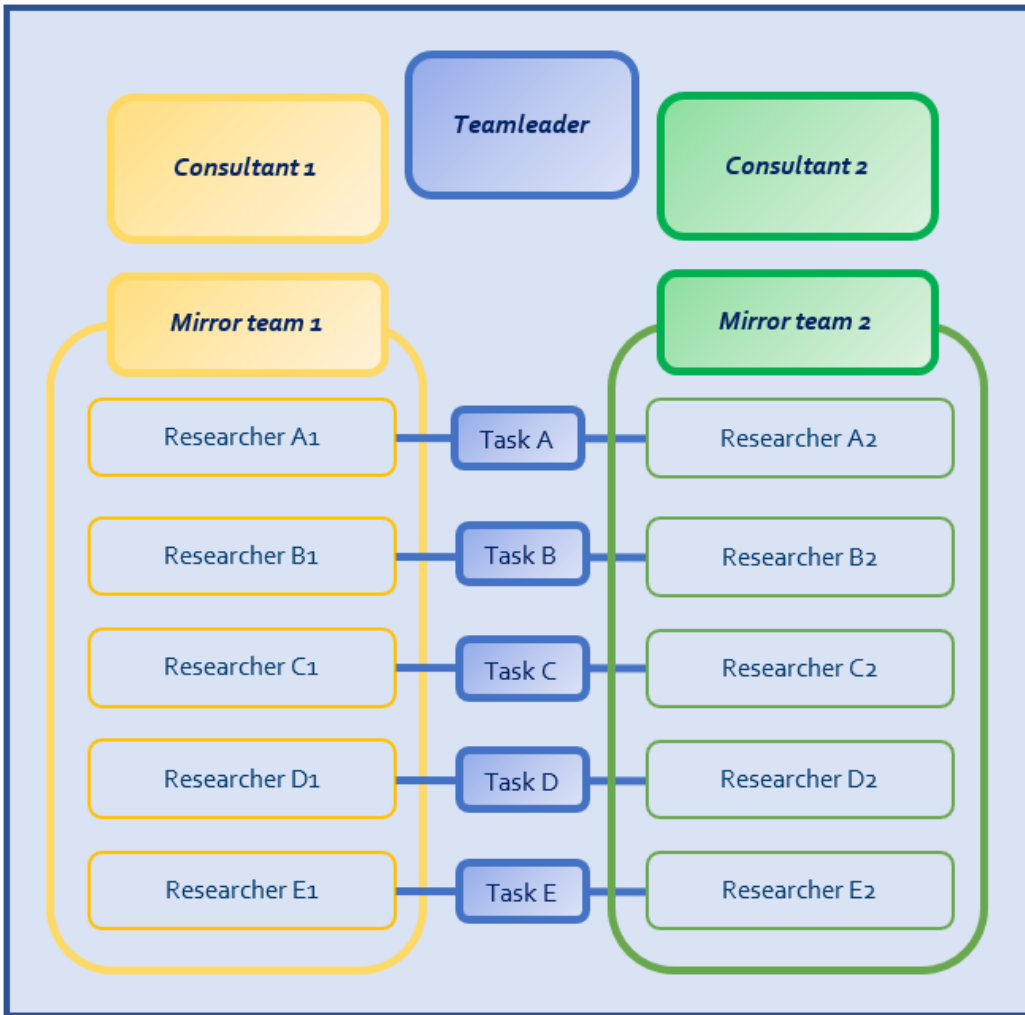 Teamleader
Consultant 1
Consultant 2
Mirror team 1
Mirror team 2
Researcher A1
Task A
Researcher A2
Researcher B1
Task B
Researcher B2
Researcher C1
Task C
Researcher C2
Researcher D1
Task D
Researcher D2
Researcher E1
Task E
Researcher E2